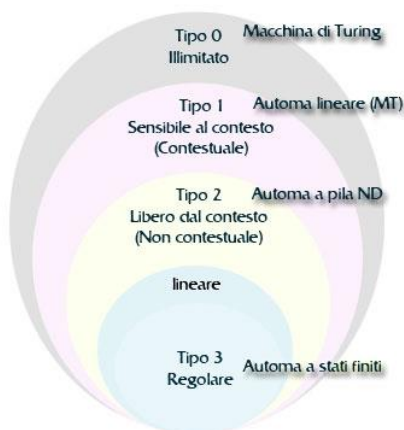 Tipo 0 Macchina di Turing
Illimitato
Tipo 1 Automa lineare (MT)
Sensibile al contesto
(Contestuale)
Tipo 2 Automa a pila ND
Libero dal contesto
(Non contestuale)
lineare
Tipo 3 Automa a stati finiti
Regolare